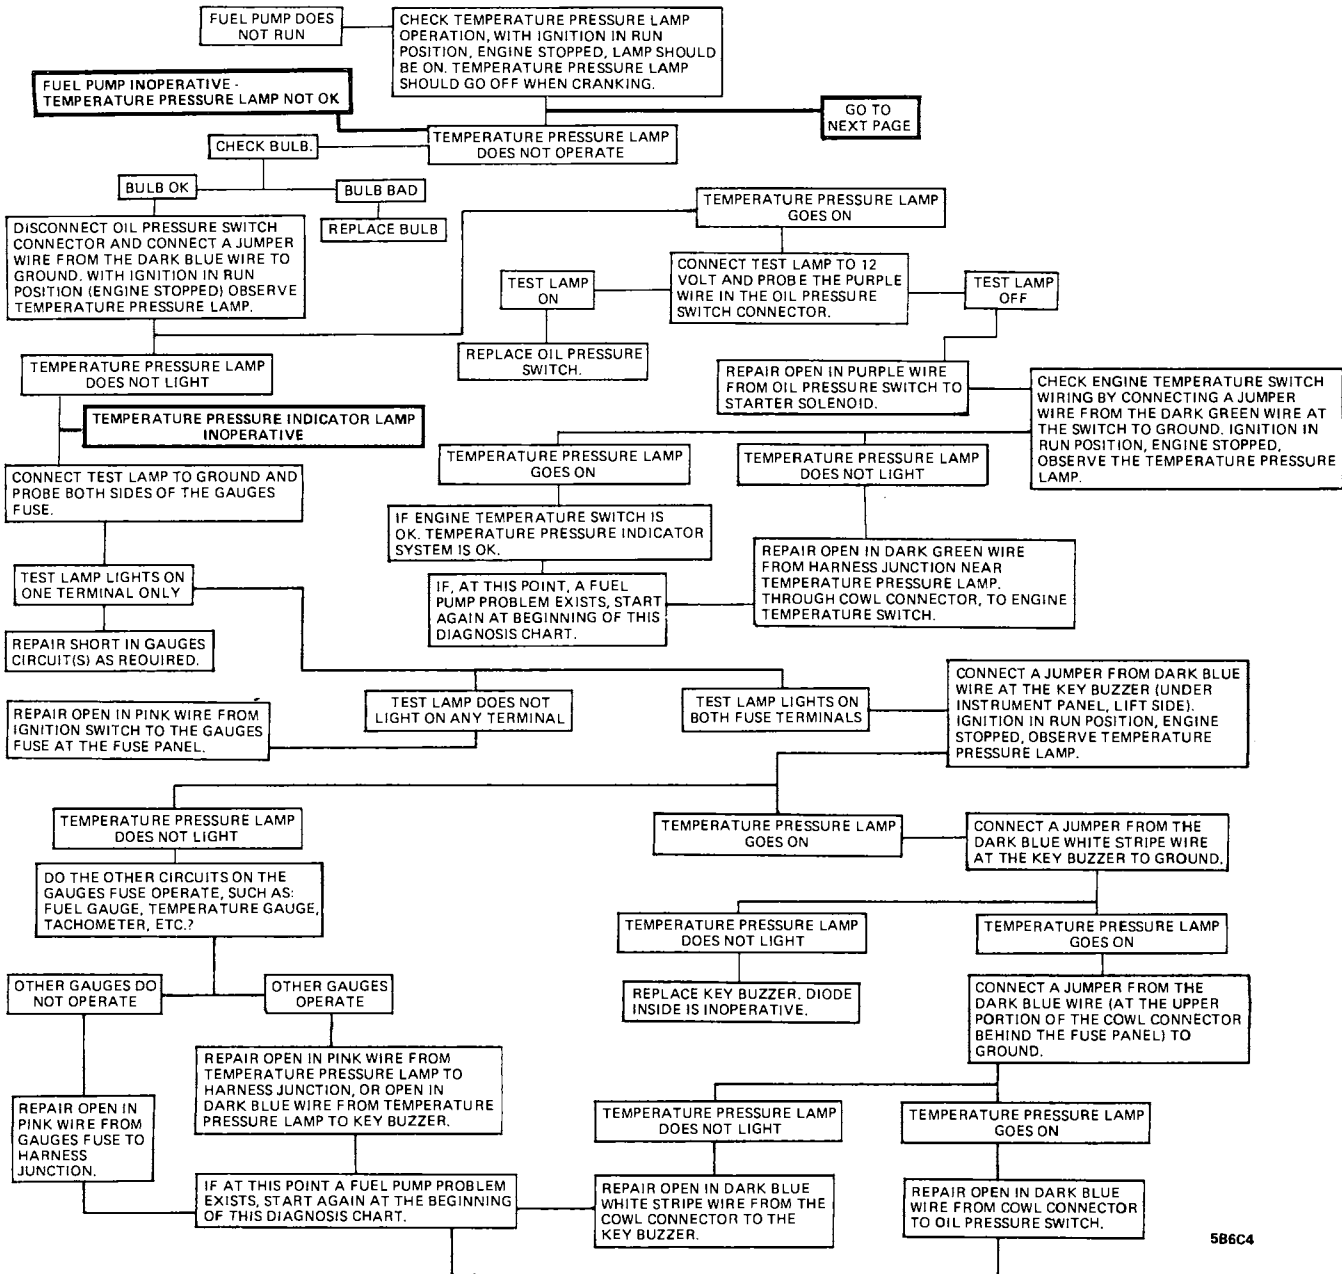 FUEL PUMP DOES
NOT RUN
CHECK TEMPERATURE PRESSURE LAMP
OPERATION, WITH IGNITION IN RUN
POSITION, ENGINE STOPPED, LAMP SHOULD
BE ON. TEMPERATURE PRESSURE LAMP
SHOULD GO OFF WHEN CRANKING.
FUEL PUMP INOPERATIVE -
TEMPERATURE PRESSURE LAMP NOT OK
GO TO
NEXT PAGE
TEMPERATURE PRESSURE LAMP
DOES NOT OPERATE
CHECK BULB.
BULB OK
BULB BAD
REPLACE BULB
DISCONNECT OIL PRESSURE SWITCH
CONNECTOR AND CONNECT A JUMPER
WIRE FROM THE DARK BLUE WIRE TO
GROUND. WITH IGNITION IN RUN
POSITION (ENGINE STOPPED) OBSERVE
TEMPERATURE PRESSURE LAMP.
TEMPERATURE PRESSURE LAMP
GOES ON
CONNECT TEST LAMP TO 12
VOLT AND PROBE THE PURPLE
WIRE IN THE OIL PRESSURE
SWITCH CONNECTOR.
TEST LAMP
ON
TEST LAMP
OFF
REPLACE OIL PRESSURE
SWITCH.
TEMPERATURE PRESSURE LAMP
DOES NOT LIGHT
REPAIR OPEN IN PURPLE WIRE
FROM OIL PRESSURE SWITCH TO
STARTER SOLENOID.
CHECK ENGINE TEMPERATURE SWITCH
WIRING BY CONNECTING A JUMPER
WIRE FROM THE DARK GREEN WIRE AT
THE SWITCH TO GROUND. IGNITION IN
RUN POSITION, ENGINE STOPPED,
OBSERVE THE TEMPERATURE PRESSURE
LAMP.
TEMPERATURE PRESSURE INDICATOR LAMP
INOPERATIVE
TEMPERATURE PRESSURE LAMP
GOES ON
TEMPERATURE PRESSURE LAMP
DOES NOT LIGHT
CONNECT TEST LAMP TO GROUND AND
PROBE BOTH SIDES OF THE GAUGES
FUSE.
IF ENGINE TEMPERATURE SWITCH IS
OK. TEMPERATURE PRESSURE INDICATOR
SYSTEM IS OK.
REPAIR OPEN IN DARK GREEN WIRE
FROM HARNESS JUNCTION NEAR
TEMPERATURE PRESSURE LAMP.
THROUGH COWL CONNECTOR, TO ENGINE
TEMPERATURE SWITCH.
TEST LAMP LIGHTS ON
ONE TERMINAL ONLY
IF, AT THIS POINT, A FUEL
PUMP PROBLEM EXISTS, START
AGAIN AT BEGINNING OF THIS
DIAGNOSIS CHART.
REPAIR SHORT IN GAUGES
CIRCUIT(S) AS REQUIRED.
TEST LAMP DOES NOT
LIGHT ON ANY TERMINAL
TEST LAMP LIGHTS ON
BOTH FUSE TERMINALS
CONNECT A JUMPER FROM DARK BLUE
WIRE AT THE KEY BUZZER (UNDER
INSTRUMENT PANEL, LIFT SIDE).
IGNITION IN RUN POSITION, ENGINE
STOPPED, OBSERVE TEMPERATURE
PRESSURE LAMP.
REPAIR OPEN IN PINK WIRE FROM
IGNITION SWITCH TO THE GAUGES
FUSE AT THE FUSE PANEL.
TEMPERATURE PRESSURE LAMP
DOES NOT LIGHT
TEMPERATURE PRESSURE LAMP
GOES ON
CONNECT A JUMPER FROM THE
DARK BLUE WHITE STRIPE WIRE
AT THE KEY BUZZER TO GROUND.
DO THE OTHER CIRCUITS ON THE
GAUGES FUSE OPERATE, SUCH AS:
FUEL GAUGE, TEMPERATURE GAUGE,
TACHOMETER, ETC.?
TEMPERATURE PRESSURE LAMP
DOES NOT LIGHT
TEMPERATURE PRESSURE LAMP
GOES ON
OTHER GAUGES DO
NOT OPERATE
OTHER GAUGES
OPERATE
REPLACE KEY BUZZER. DIODE
INSIDE IS INOPERATIVE.
CONNECT A JUMPER FROM THE
DARK BLUE WIRE (AT THE UPPER
PORTION OF THE COWL CONNECTOR
BEHIND THE FUSE PANEL) TO
GROUND.
REPAIR OPEN IN PINK WIRE FROM
TEMPERATURE PRESSURE LAMP TO
HARNESS JUNCTION, OR OPEN IN
DARK BLUE WIRE FROM TEMPERATURE
PRESSURE LAMP TO KEY BUZZER.
REPAIR OPEN IN
PINK WIRE FROM
GAUGES FUSE TO
HARNESS
JUNCTION.
TEMPERATURE PRESSURE LAMP
DOES NOT LIGHT
TEMPERATURE PRESSURE LAMP
GOES ON
IF AT THIS POINT A FUEL PUMP PROBLEM
EXISTS, START AGAIN AT THE BEGINNING
OF THIS DIAGNOSIS CHART.
REPAIR OPEN IN DARK BLUE
WHITE STRIPE WIRE FROM THE
COWL CONNECTOR TO THE
KEY BUZZER.
REPAIR OPEN IN DARK BLUE
WIRE FROM COWL CONNECTOR
TO OIL PRESSURE SWITCH.
5B6C4